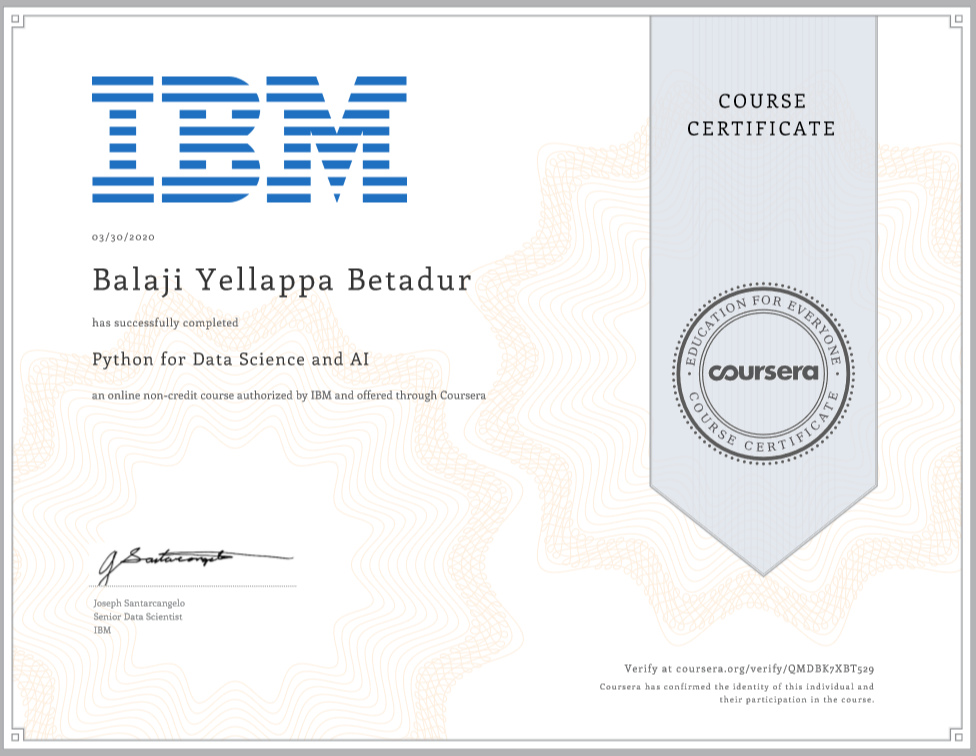 IBM
COURSE
CERTIFICATE
03/30/2020
Balaji Yellappa Betadur
has successfully completed
Python for Data Science and AI
an online non-credit course authorized by IBM and offered through Coursera
EDUCATION FOR EVERYONE
coursera
COURSE CERTIFICATE
J Santarcangelo
Joseph Santarcangelo
Senior Data Scientist
IBM
Verify at coursera.org/verify/QMDBK7XBT529
Coursera has confirmed the identity of this individual and
their participation in the course.